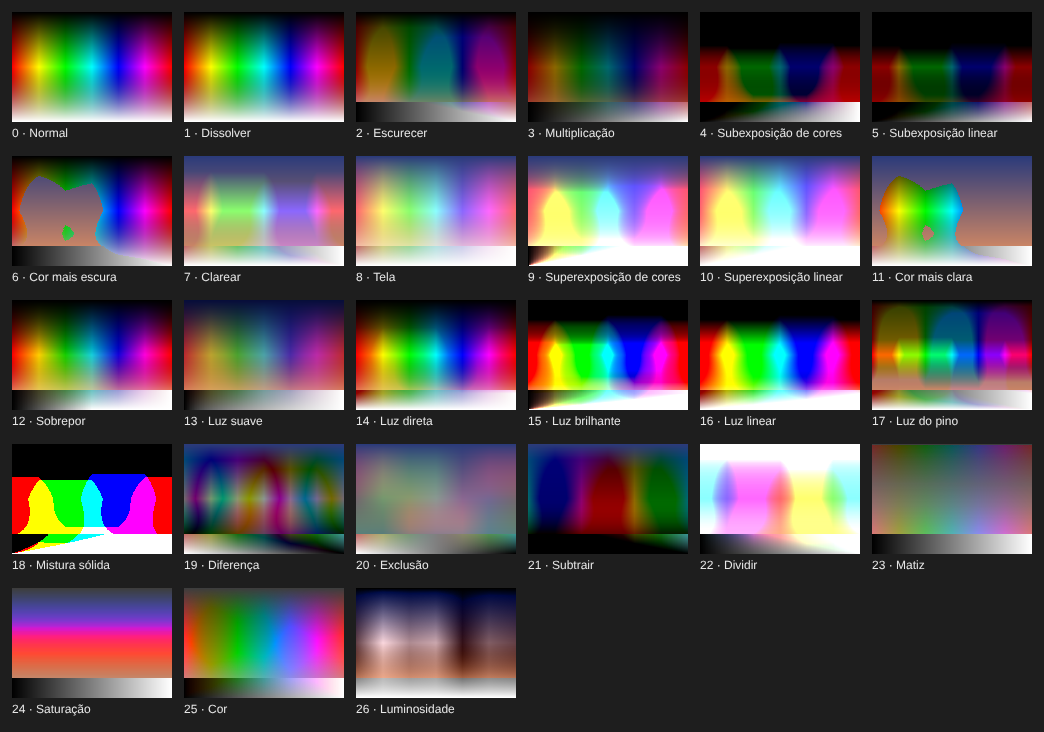 0 · Normal
1 · Dissolver
2 · Escurecer
3 · Multiplicação
4 · Subexposição de cores
5 · Subexposição linear
6 · Cor mais escura
7 · Clarear
8 · Tela
9 · Superexposição de cores
10 · Superexposição linear
11 · Cor mais clara
12 · Sobrepor
13 · Luz suave
14 · Luz direta
15 · Luz brilhante
16 · Luz linear
17 · Luz do pino
18 · Mistura sólida
19 · Diferença
20 · Exclusão
21 · Subtrair
22 · Dividir
23 · Matiz
24 · Saturação
25 · Cor
26 · Luminosidade